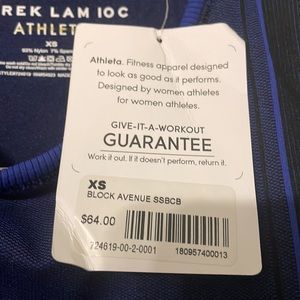 REK LAM 10C
ATHLET
XS
Athleta. Fitness apparel designed
to look as good as it performs.
Designed by women athletes
for women athletes.
GIVE-IT-A-WORKOUT
GUARANTEE
Work it out. If it doesn't perform, return it.
XS
BLOCK AVENUE SSBCB
$64.00
724619-00-2-0001
180957400013